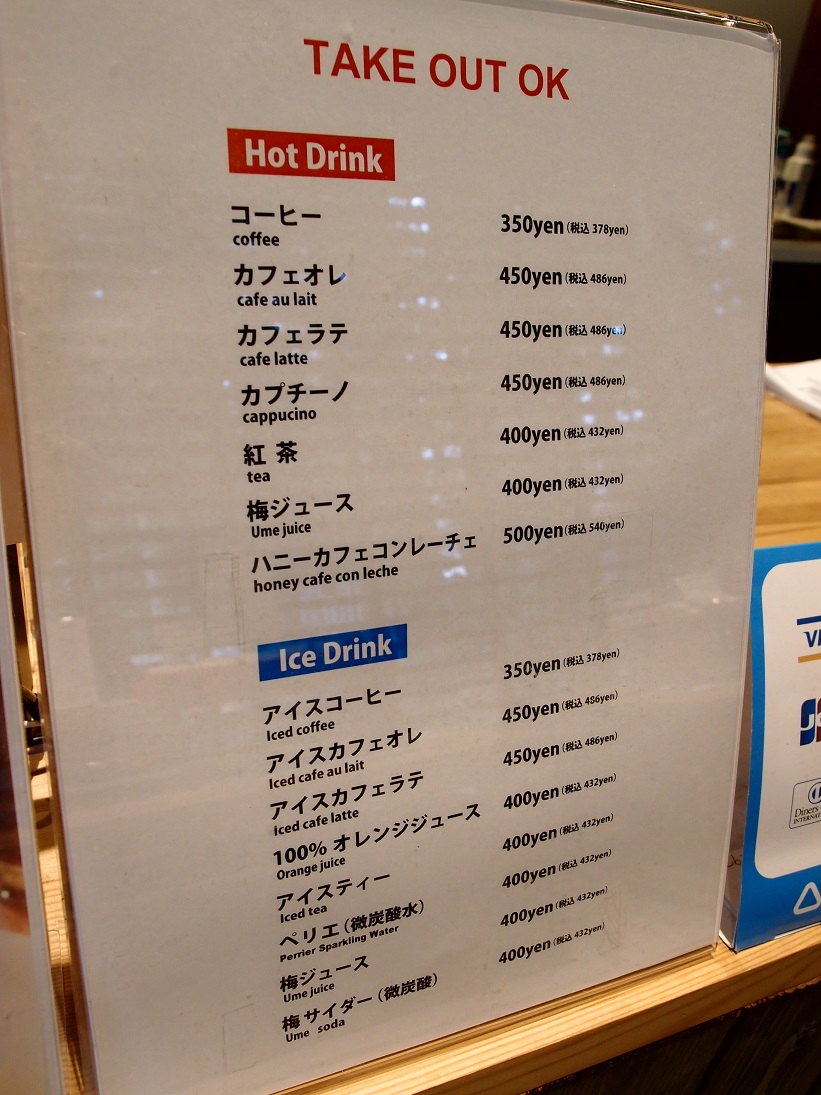 TAKE OUT OK
Hot Drink
コーヒー 350yen(税込 378yen)
coffee
カフェオレ 450yen(税込 486yen)
cafe au lait
カフェラテ 450yen(税込 486yen)
cafe latte
カプチーノ 450yen(税込 486yen)
cappucino
紅 茶 400yen(税込 432yen)
tea
梅ジュース 400yen(税込 432yen)
Ume juice
ハニーカフェコンレーチェ 500yen(税込 540yen)
honey cafe con leche
Ice Drink
アイスコーヒー 350yen(税込 378yen)
Iced coffee
アイスカフェオレ 450yen(税込 486yen)
Iced cafe au lait
アイスカフェラテ 450yen(税込 486yen)
Iced cafe latte
100% オレンジジュース 400yen(税込 432yen)
Orange juice
アイスティー 400yen(税込 432yen)
Iced tea
ペリエ(微炭酸水) 400yen(税込 432yen)
Perrier Sparkling Water
梅ジュース 400yen(税込 432yen)
Ume juice
梅 サイダー(微炭酸) 400yen(税込 432yen)
Ume soda
Diners